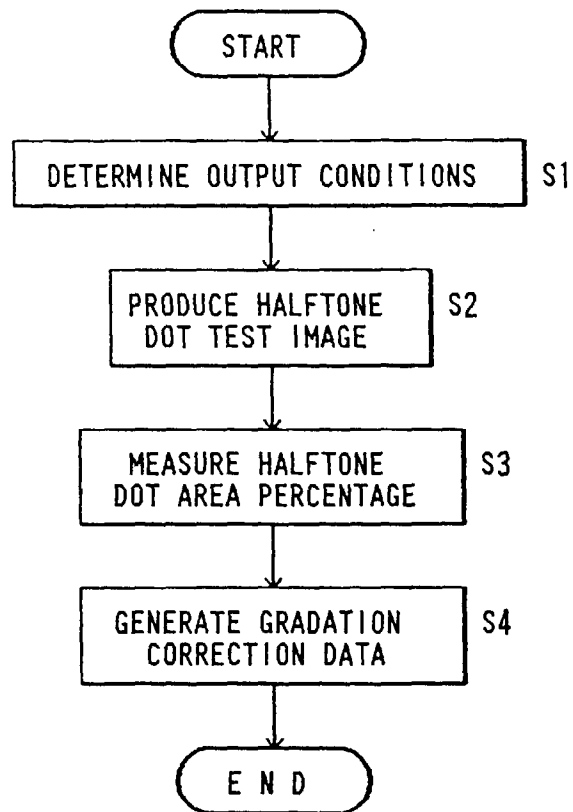 START
DETERMINE OUTPUT CONDITIONS S1
PRODUCE HALFTONE S2
DOT TEST IMAGE
MEASURE HALFTONE S3
DOT AREA PERCENTAGE
GENERATE GRADATION S4
CORRECTION DATA
E N D